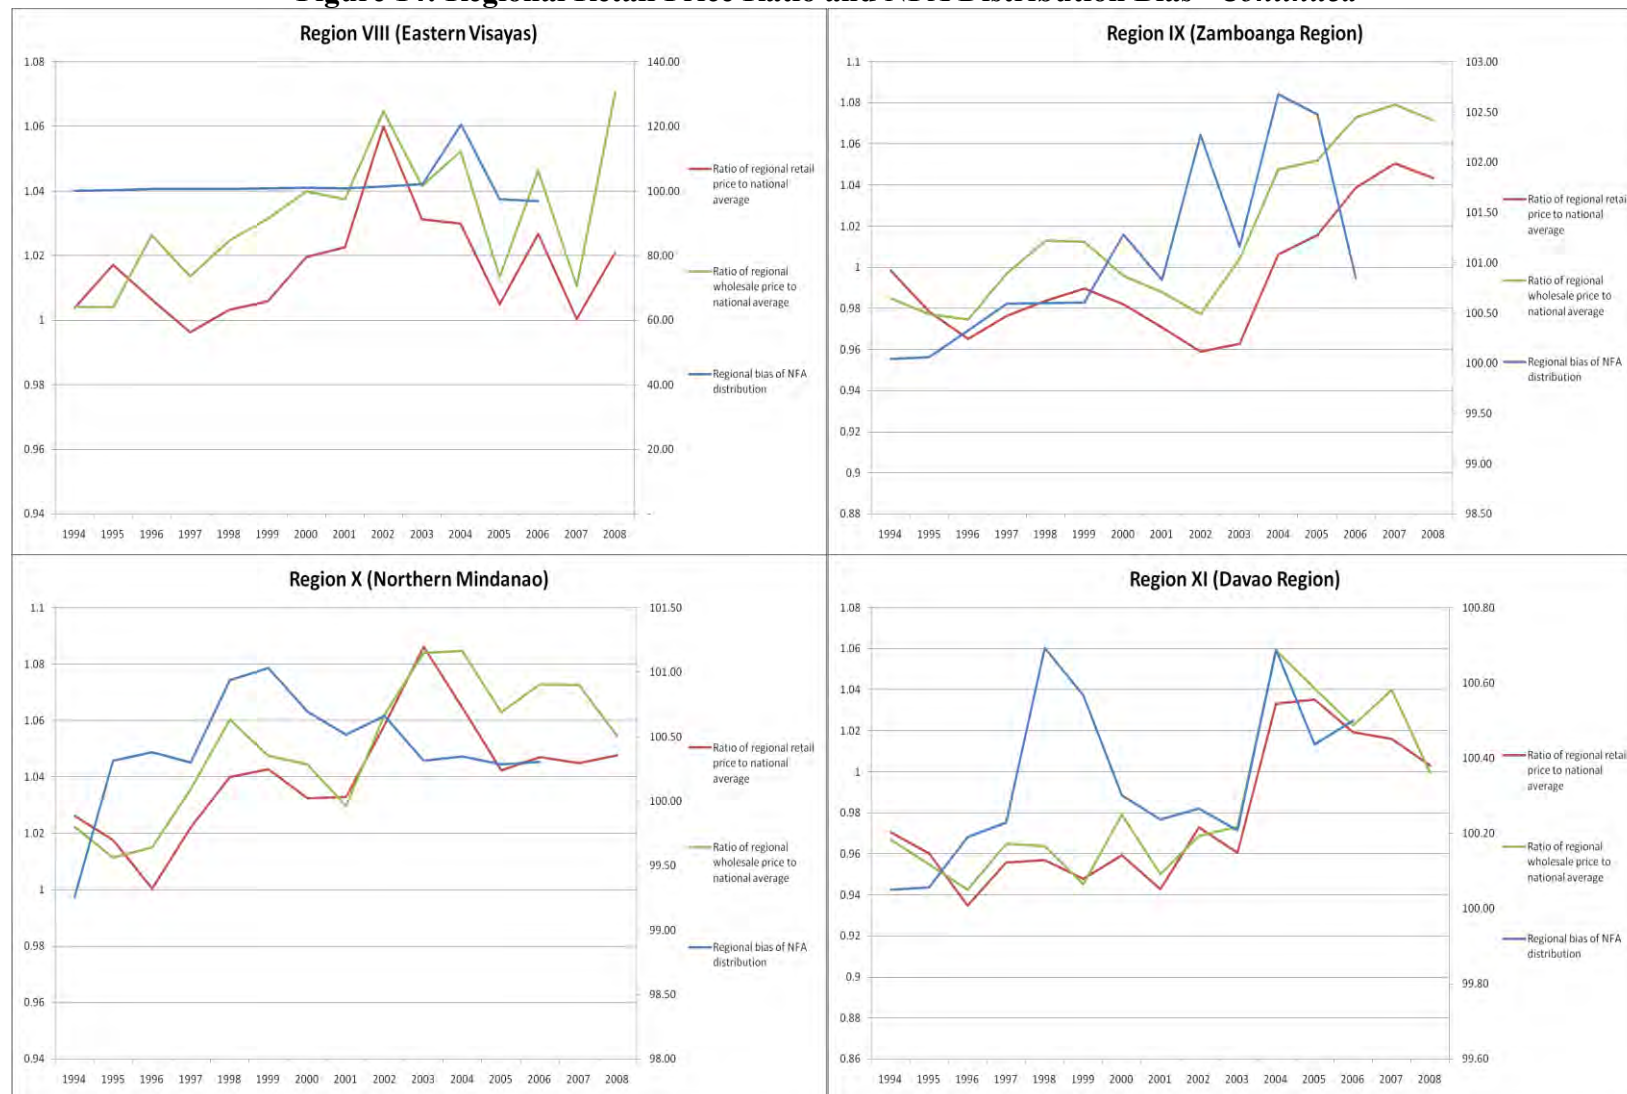 Figure 14. Regional Retail Price Ratio and NFA Distribution Bias - Continued
Region VIII (Eastern Visayas)
1.08
1.06
1.04
1.02
1
0.98
0.96
0.94
140.00
120.00
100.00
80.00
60.00
40.00
20.00
-
1994 1995 1996 1997 1998 1999 2000 2001 2002 2003 2004 2005 2006 2007 2008
Ratio of regional retail
price to national
average
Ratio of regional
wholesale price to
national average
Regional bias of NFA
distribution
Region IX (Zamboanga Region)
1.1
1.08
1.06
1.04
1.02
1
0.98
0.96
0.94
0.92
0.9
0.88
103.00
102.50
102.00
101.50
101.00
100.50
100.00
99.50
99.00
98.50
1994 1995 1996 1997 1998 1999 2000 2001 2002 2003 2004 2005 2006 2007 2008
Ratio of regional retail
price to national
average
Ratio of regional
wholesale price to
national average
Regional bias of NFA
distribution
Region X (Northern Mindanao)
1.1
1.08
1.06
1.04
1.02
1
0.98
0.96
0.94
101.50
101.00
100.50
100.00
99.50
99.00
98.50
98.00
1994 1995 1996 1997 1998 1999 2000 2001 2002 2003 2004 2005 2006 2007 2008
Ratio of regional retail
price to national
average
Ratio of regional
wholesale price to
national average
Regional bias of NFA
distribution
Region XI (Davao Region)
1.08
1.06
1.04
1.02
1
0.98
0.96
0.94
0.92
0.9
0.88
0.86
100.80
100.60
100.40
100.20
100.00
99.80
99.60
1994 1995 1996 1997 1998 1999 2000 2001 2002 2003 2004 2005 2006 2007 2008
Ratio of regional retail
price to national
average
Ratio of regional
wholesale price to
national average
Regional bias of NFA
distribution